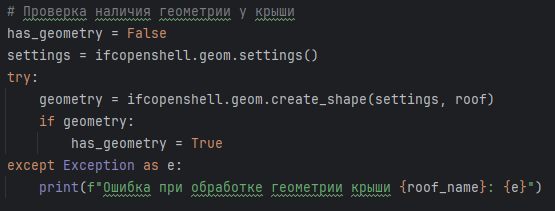 # Проверка наличия геометрии у крыши
has_geometry = False
settings = ifcopenshell.geom.settings()
try:
    geometry = ifcopenshell.geom.create_shape(settings, roof)
    if geometry:
        has_geometry = True
except Exception as e:
    print(f"Ошибка при обработке геометрии крыши {roof_name}: {e}")